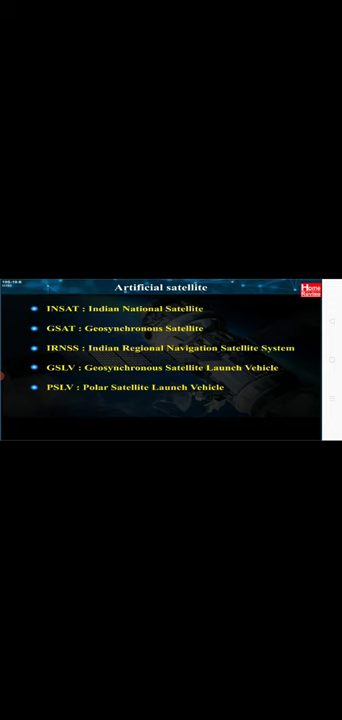 Artificial satellite
Home
Revise
INSAT : Indian National Satellite
GSAT : Geosynchronous Satellite
IRNSS : Indian Regional Navigation Satellite System
GSLV : Geosynchronous Satellite Launch Vehicle
PSLV : Polar Satellite Launch Vehicle